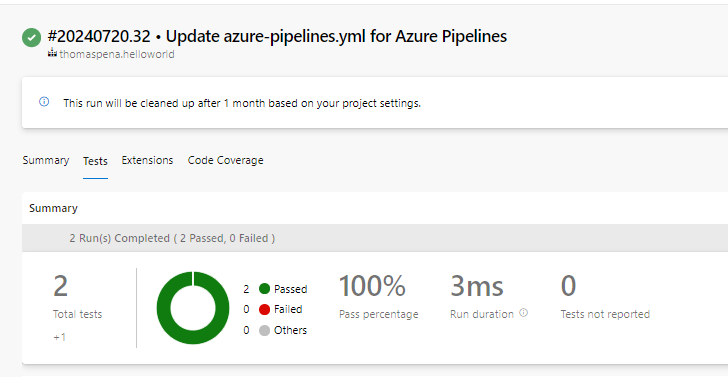 #20240720.32 • Update azure-pipelines.yml for Azure Pipelines
thomaspena.helloworld
This run will be cleaned up after 1 month based on your project settings.
Summary Tests Extensions Code Coverage
Summary
2 Run(s) Completed ( 2 Passed, 0 Failed )
2
Total tests
+1
2 Passed
0 Failed
0 Others
100%
Pass percentage
3ms
Run duration
0
Tests not reported